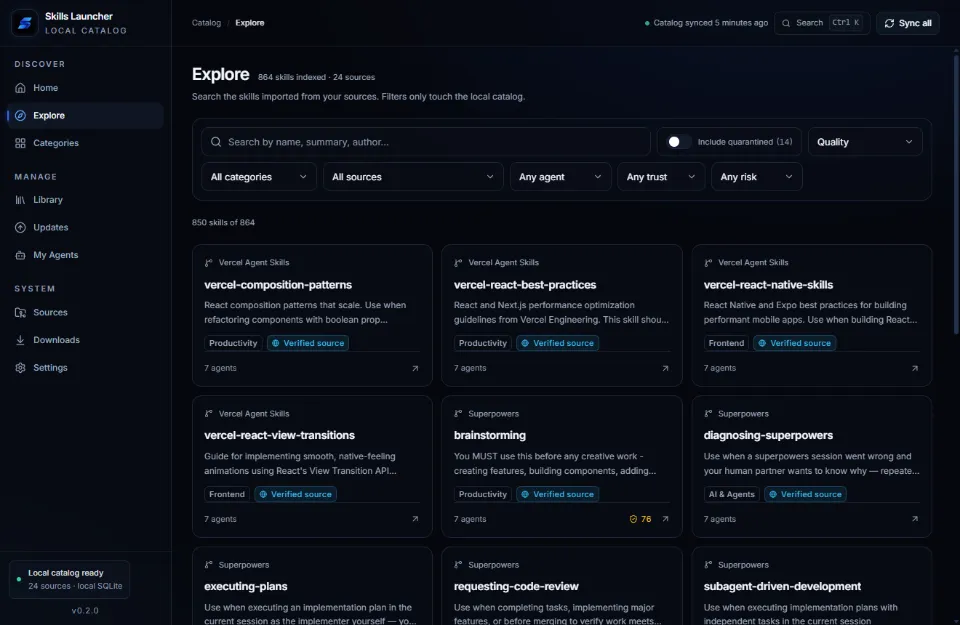 Skills Launcher
LOCAL CATALOG
DISCOVER
Home
Explore
Categories
MANAGE
Library
Updates
My Agents
SYSTEM
Sources
Downloads
Settings
Local catalog ready
24 sources · local SQLite
v0.2.0
Catalog / Explore
Catalog synced 5 minutes ago
Search Ctrl K
Sync all
Explore 864 skills indexed · 24 sources
Search the skills imported from your sources. Filters only touch the local catalog.
Search by name, summary, author...
Include quarantined (14)
Quality
All categories
All sources
Any agent
Any trust
Any risk
850 skills of 864
Vercel Agent Skills
vercel-composition-patterns
React composition patterns that scale. Use when
refactoring components with boolean prop...
Productivity
Verified source
7 agents
Vercel Agent Skills
vercel-react-best-practices
React and Next.js performance optimization
guidelines from Vercel Engineering. This skill shou...
Productivity
Verified source
7 agents
Vercel Agent Skills
vercel-react-native-skills
React Native and Expo best practices for building
performant mobile apps. Use when building React...
Frontend
Verified source
7 agents
Vercel Agent Skills
vercel-react-view-transitions
Guide for implementing smooth, native-feeling
animations using React's View Transition API...
Frontend
Verified source
7 agents
Superpowers
brainstorming
You MUST use this before any creative work -
creating features, building components, adding...
Productivity
Verified source
7 agents
76
Superpowers
diagnosing-superpowers
Use when a superpowers session went wrong and
your human partner wants to know why — repeate...
AI & Agents
Verified source
7 agents
Superpowers
executing-plans
Use when executing an implementation plan in the
current session as the implementer yourself — yo...
Superpowers
requesting-code-review
Use when completing tasks, implementing major
features, or before merging to verify work meets...
Superpowers
subagent-driven-development
Use when executing implementation plans with
independent tasks in the current session